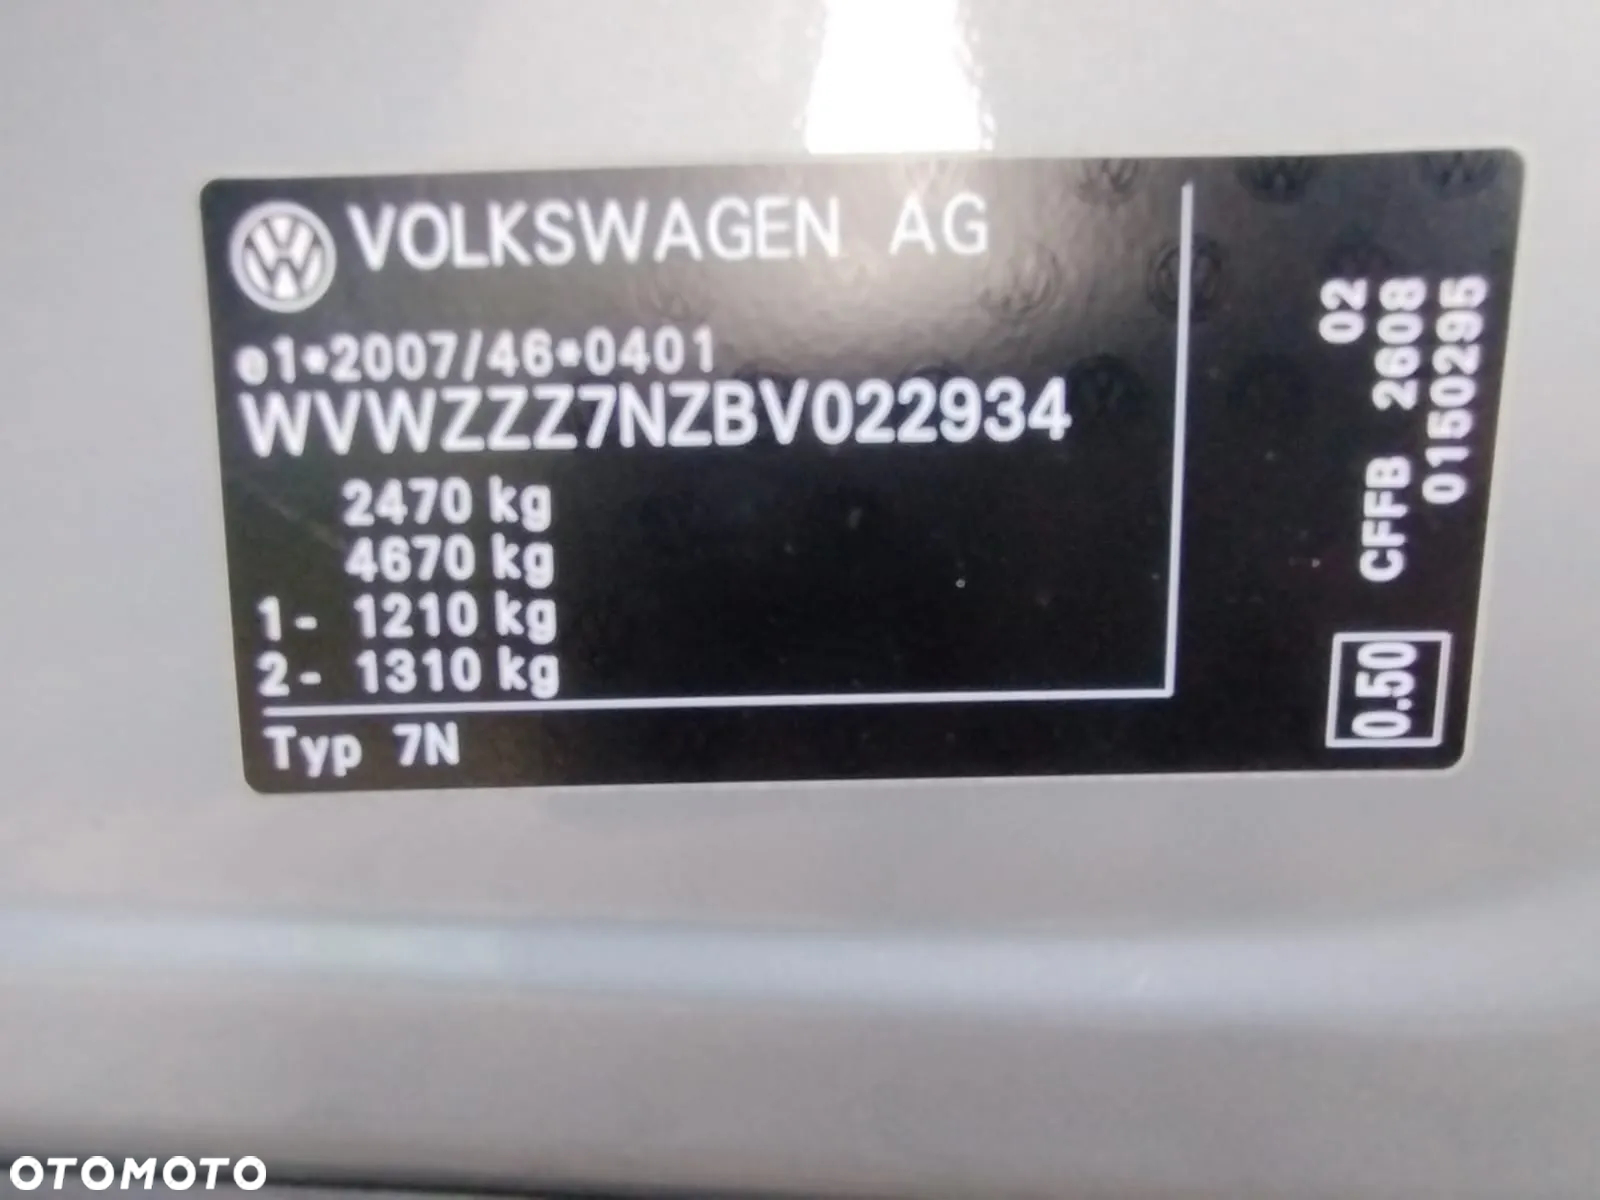 VOLKSWAGEN AG
e1*2007/46*0401
WVWZZZ7NZBV022934
2470 kg
4670 kg
1- 1210 kg
2- 1310 kg
Typ 7N
02
CFFB 2608
0150295
0.50
OTOMOTO